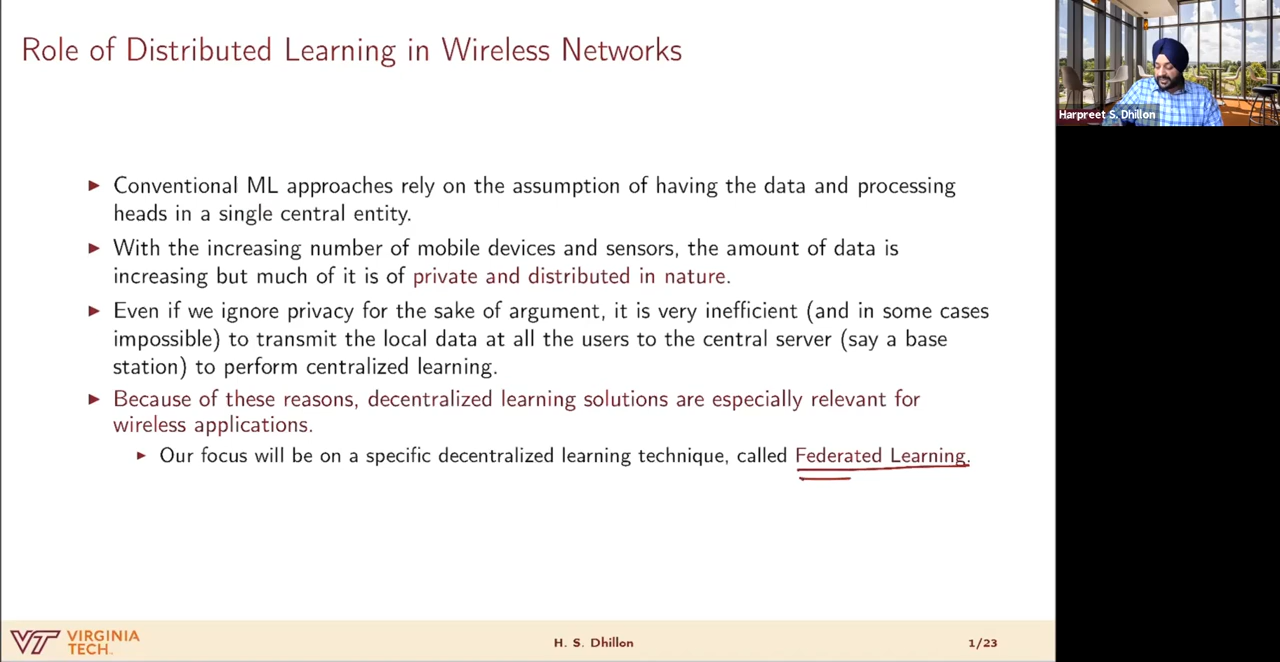 Role of Distributed Learning in Wireless Networks
Harpreet S. Dhillon
Conventional ML approaches rely on the assumption of having the data and processing
heads in a single central entity.
With the increasing number of mobile devices and sensors, the amount of data is
increasing but much of it is of private and distributed in nature.
Even if we ignore privacy for the sake of argument, it is very inefficient (and in some cases
impossible) to transmit the local data at all the users to the central server (say a base
station) to perform centralized learning.
Because of these reasons, decentralized learning solutions are especially relevant for
wireless applications.
Our focus will be on a specific decentralized learning technique, called Federated Learning.
VT VIRGINIA
TECH.
H. S. Dhillon
1/23